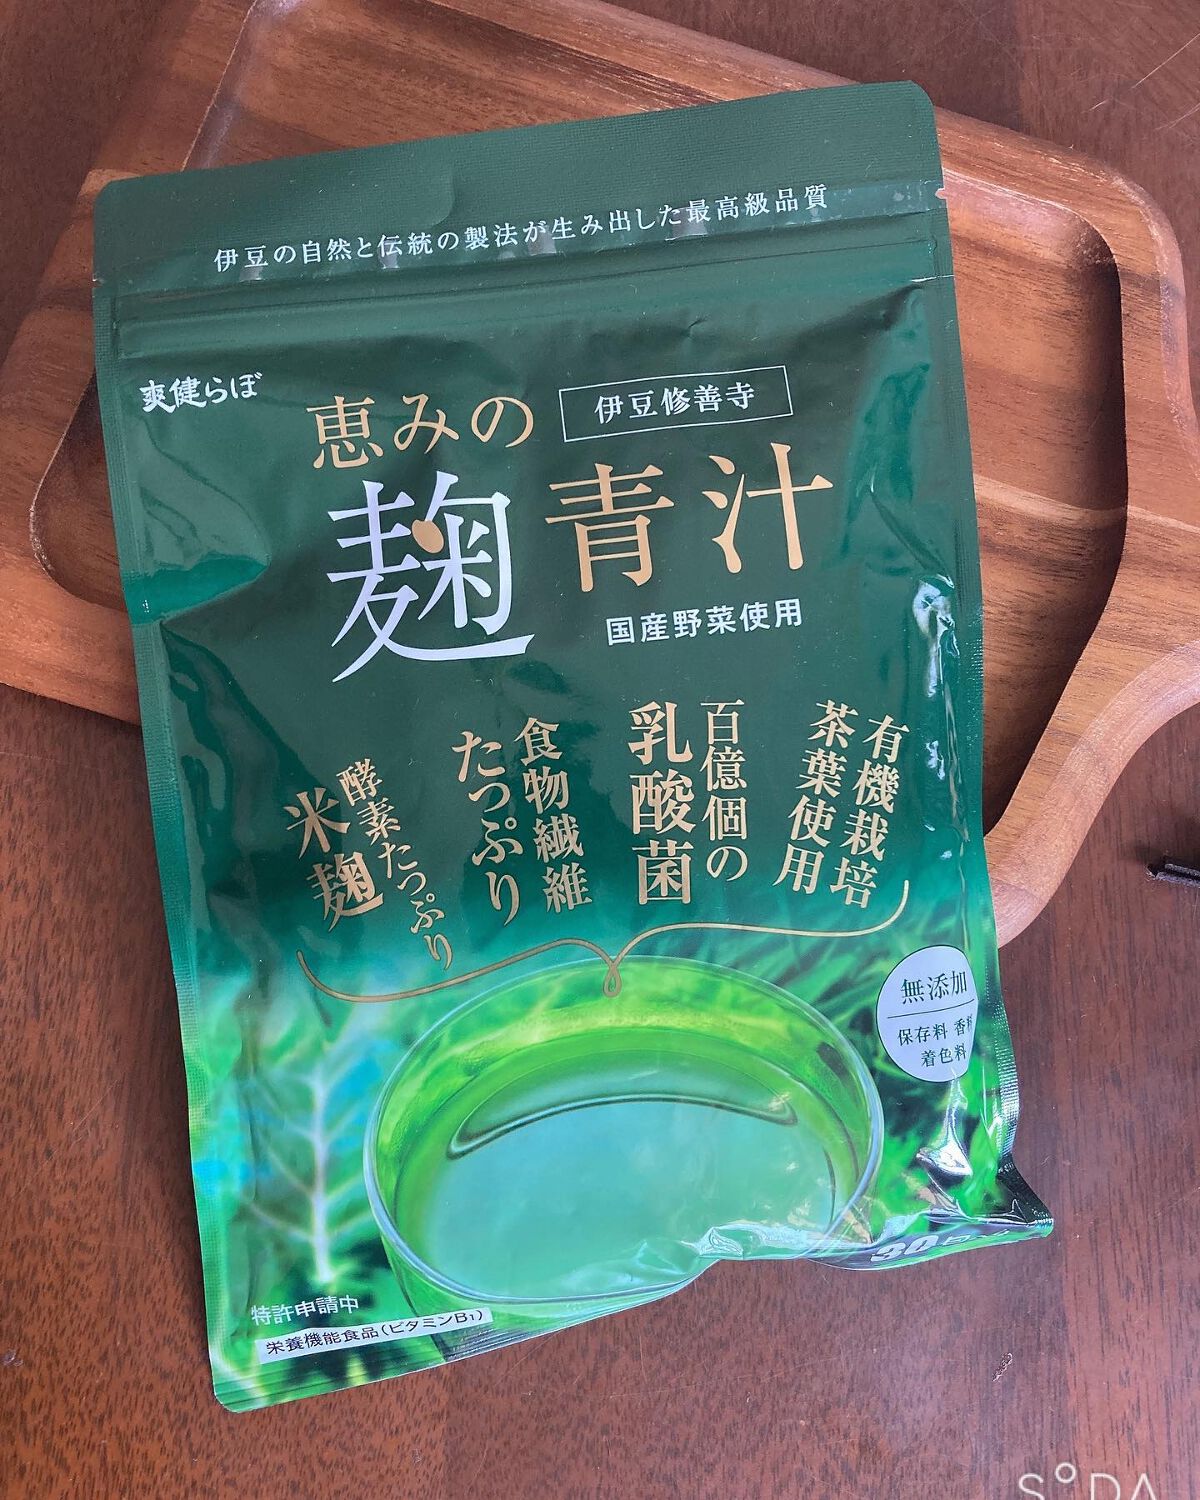 伊豆の自然と伝統の製法が生み出した最高級品質
爽健らぼ
恵みの
伊豆修善寺
麹青汁
国産野菜使用
有機栽培
茶葉使用
百億個の
乳酸菌
食物繊維
たっぷり
酵素たっぷり
米麹
無添加
保存料 香料
着色料
30
特許申請中
栄養機能食品(ビタミンB₁)
S°DA